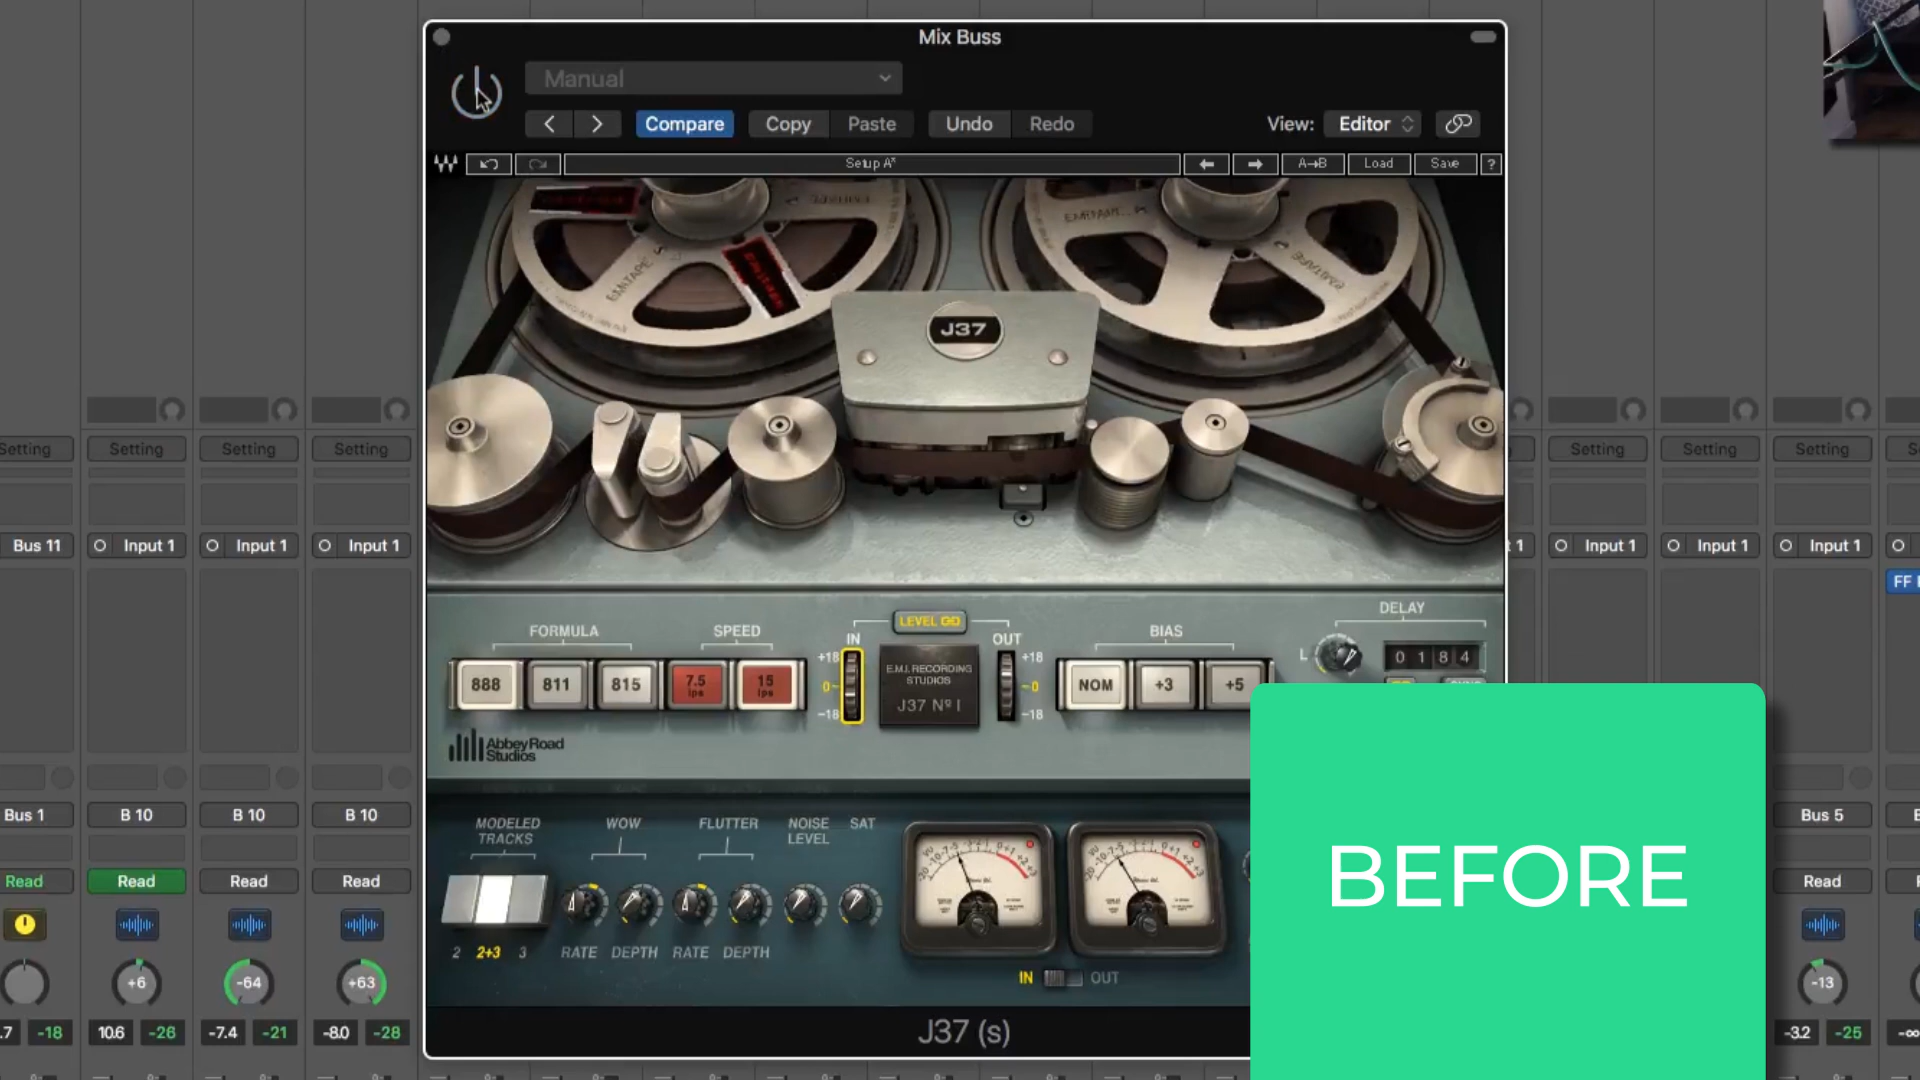 Mix Buss
Manual
Compare Copy Paste Undo Redo View: Editor
Setup A* A→B Load Save ?
EMITAPE EMITAPE EMITAPE
J37
Setting Setting Setting Setting Setting Setting Setting
Bus 11 Input 1 Input 1 Input 1 Input 1 Input 1 Input 1
FF
DELAY
FORMULA SPEED LEVEL BIAS
IN OUT
+18 0 -18
+18 0 -18
888 811 815 7.5 ips 15 ips
E.M.I. RECORDING
STUDIOS
J37 Nº 1
NOM +3 +5
L 0184
Abbey Road
Studios
Bus 1 B 10 B 10 B 10 Bus 5
MODELED
TRACKS
WOW FLUTTER NOISE
LEVEL
SAT
BEFORE
Read Read Read Read Read
2 2+3 3 RATE DEPTH RATE DEPTH
IN OUT
+6 -64 +63 -13
.7 -18 10.6 -26 -7.4 -21 -8.0 -28 -3.2 -25 -∞
J37 (s)